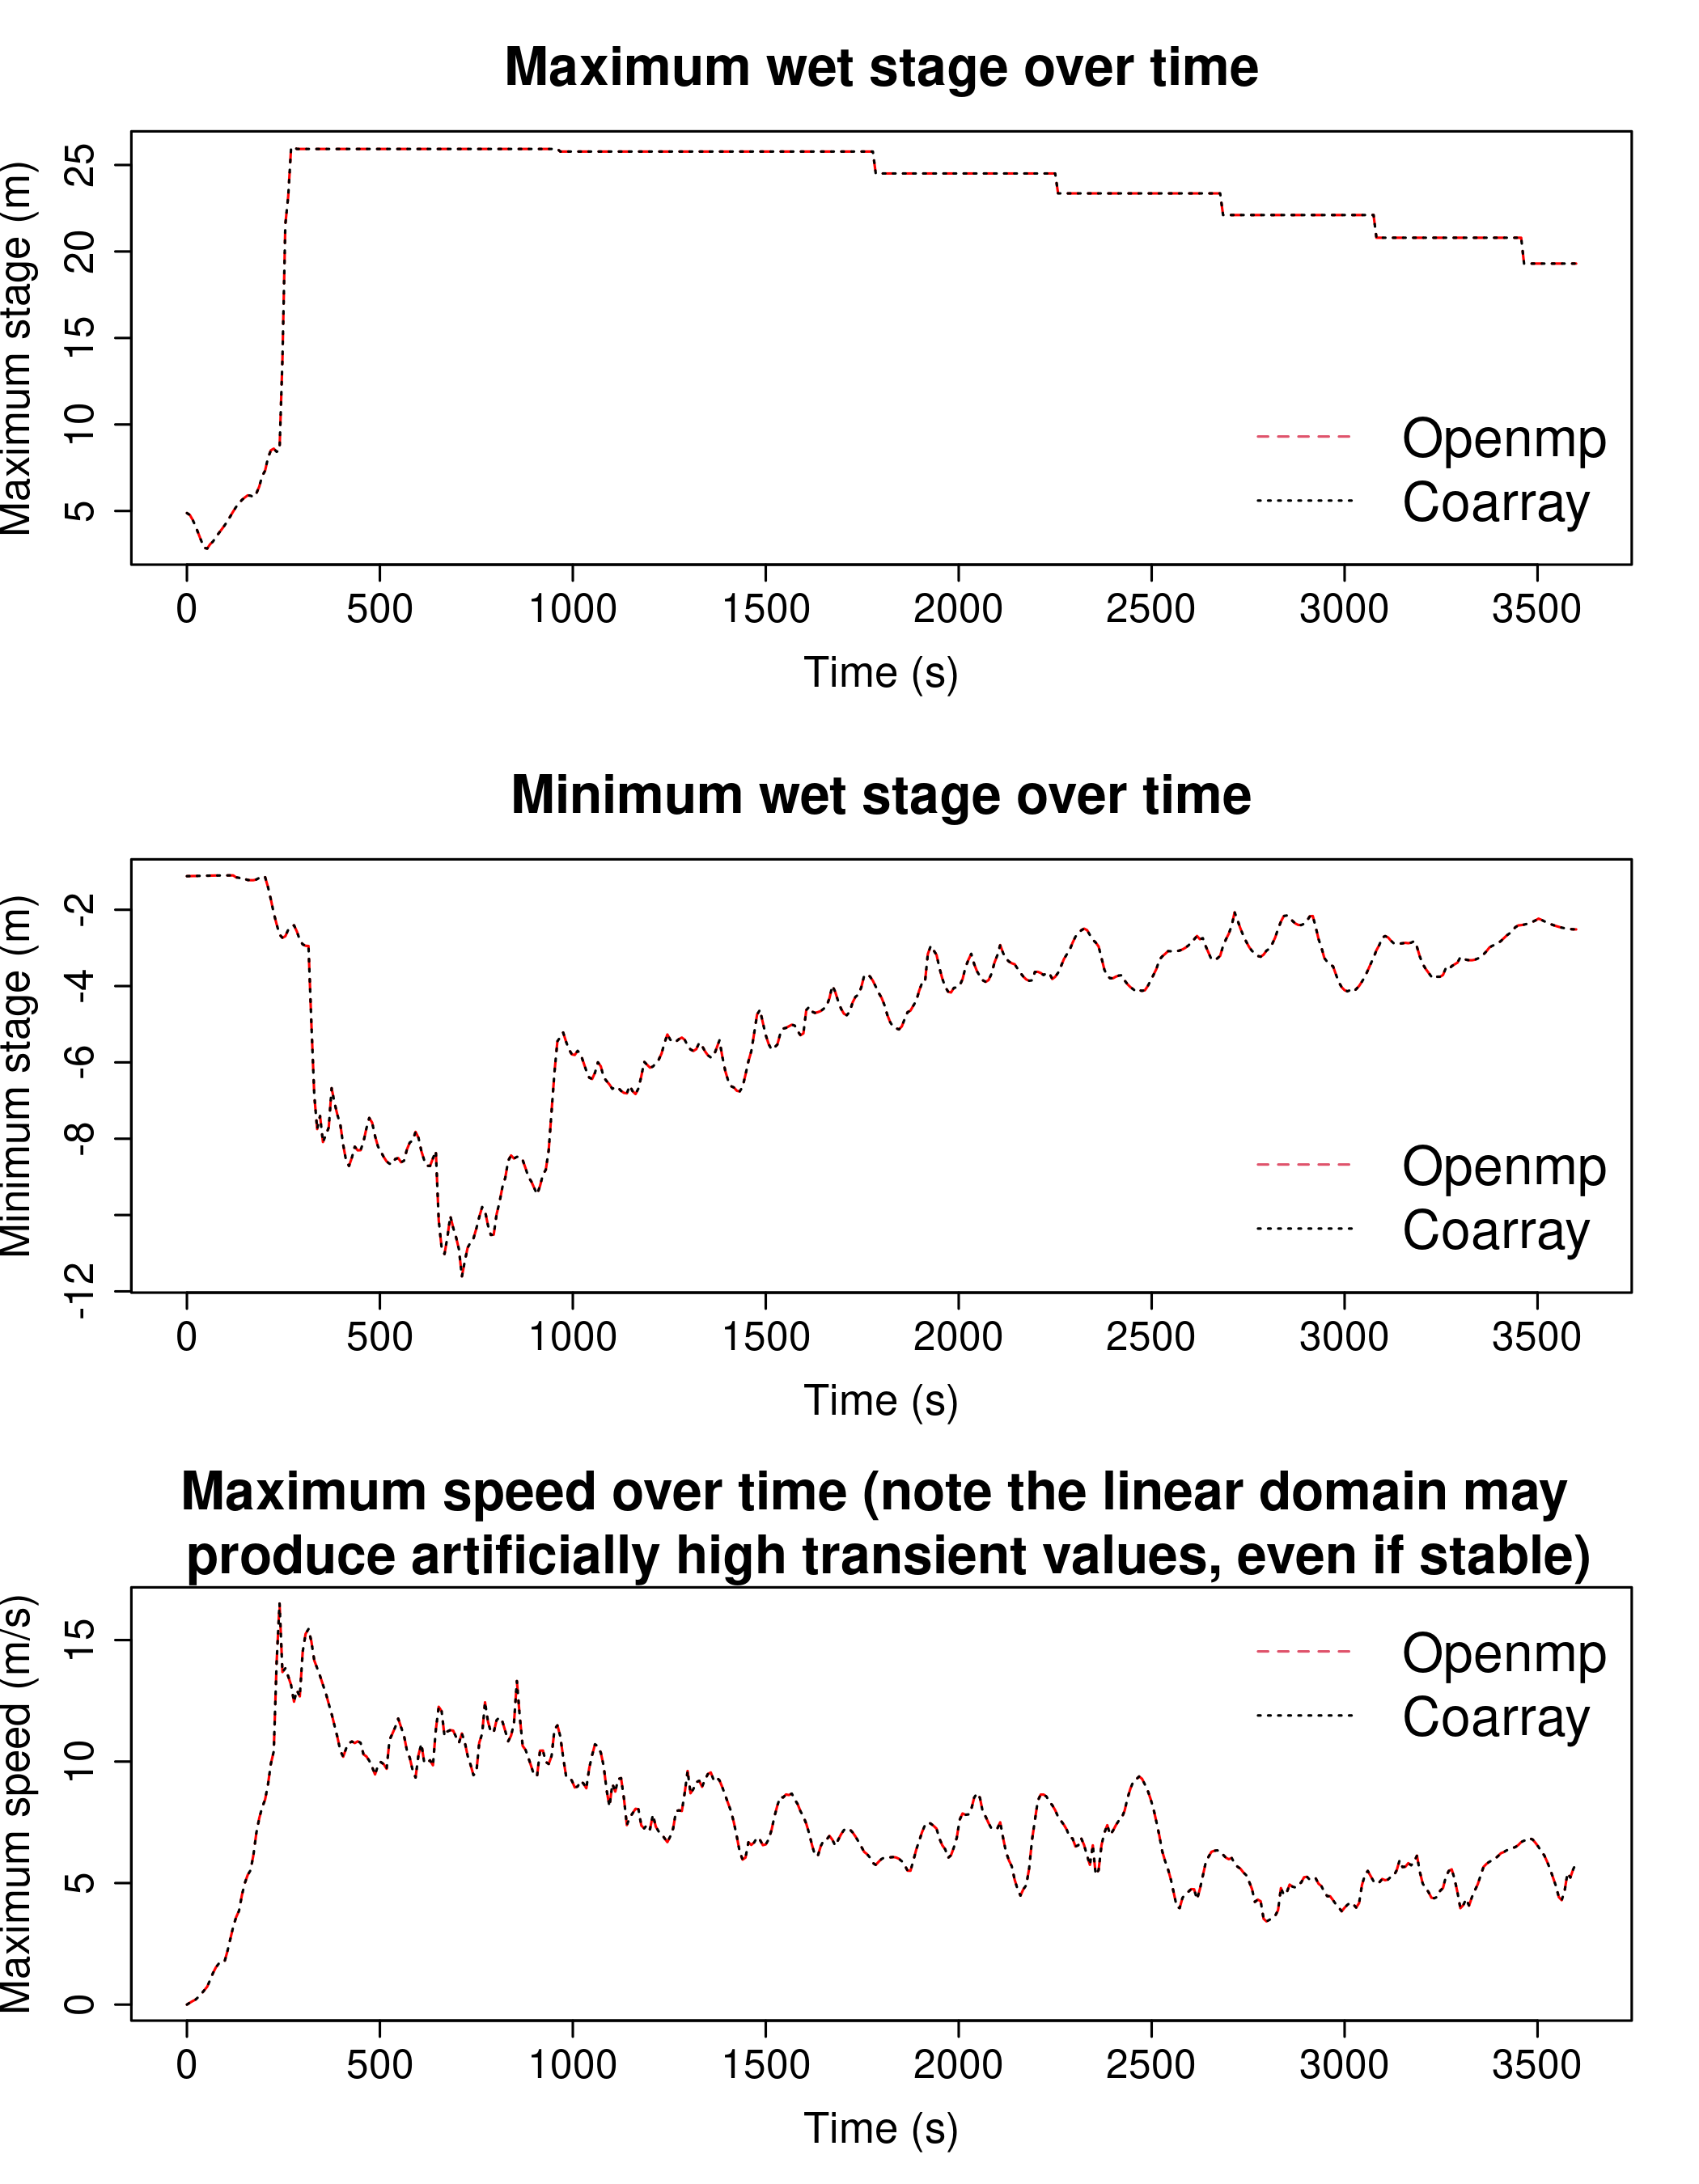 Maximum wet stage over time
Maximum stage (m)
25
20
15
10
5
Openmp
Coarray
0 500 1000 1500 2000 2500 3000 3500
Time (s)
Minimum wet stage over time
Minimum stage (m)
-2
-4
-6
-8
-12
Openmp
Coarray
0 500 1000 1500 2000 2500 3000 3500
Time (s)
Maximum speed over time (note the linear domain may
produce artificially high transient values, even if stable)
Maximum speed (m/s)
15
10
5
0
Openmp
Coarray
0 500 1000 1500 2000 2500 3000 3500
Time (s)